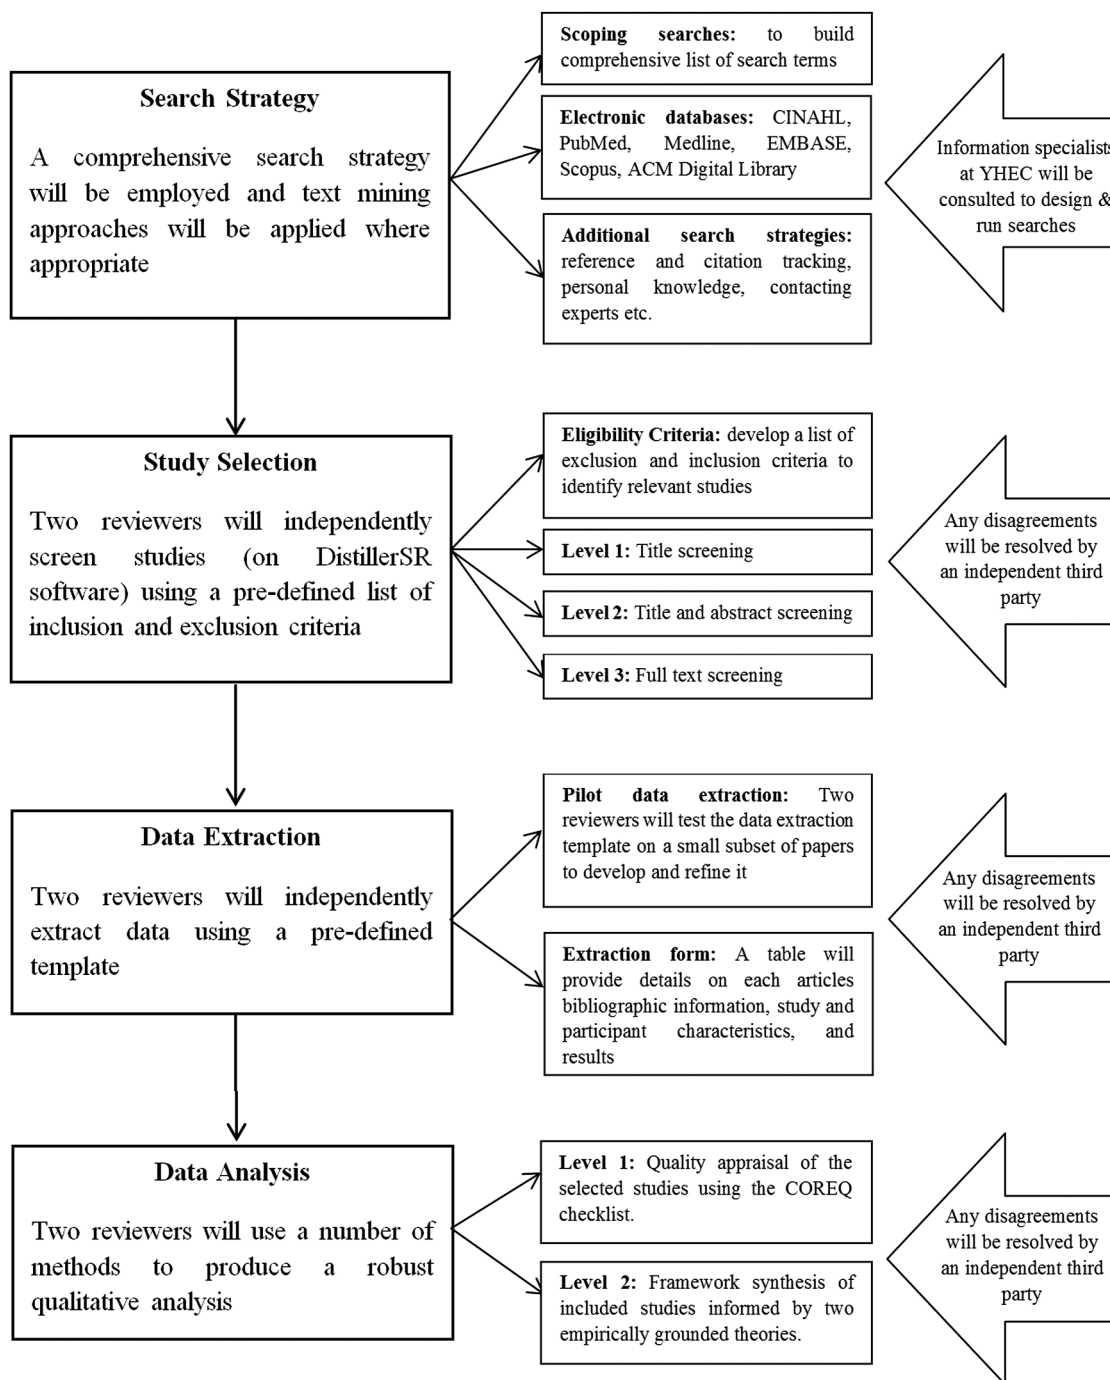 Search Strategy
A comprehensive search strategy
will be employed and text mining
approaches will be applied where
appropriate
Scoping searches: to build
comprehensive list of search terms
Electronic databases: CINAHL,
PubMed, Medline, EMBASE,
Scopus, ACM Digital Library
Additional search strategies:
reference and citation tracking,
personal knowledge, contacting
experts etc.
Information specialists
at YHEC will be
consulted to design &
run searches
Study Selection
Two reviewers will independently
screen studies (on DistillerSR
software) using a pre-defined list of
inclusion and exclusion criteria
Eligibility Criteria: develop a list of
exclusion and inclusion criteria to
identify relevant studies
Level 1: Title screening
Level 2: Title and abstract screening
Level 3: Full text screening
Any disagreements
will be resolved by
an independent third
party
Data Extraction
Two reviewers will independently
extract data using a pre-defined
template
Pilot data extraction: Two
reviewers will test the data extraction
template on a small subset of papers
to develop and refine it
Extraction form: A table will
provide details on each articles
bibliographic information, study and
participant characteristics, and
results
Any disagreements
will be resolved by
an independent third
party
Data Analysis
Two reviewers will use a number of
methods to produce a robust
qualitative analysis
Level 1: Quality appraisal of the
selected studies using the COREQ
checklist.
Level 2: Framework synthesis of
included studies informed by two
empirically grounded theories.
Any disagreements
will be resolved by
an independent third
party